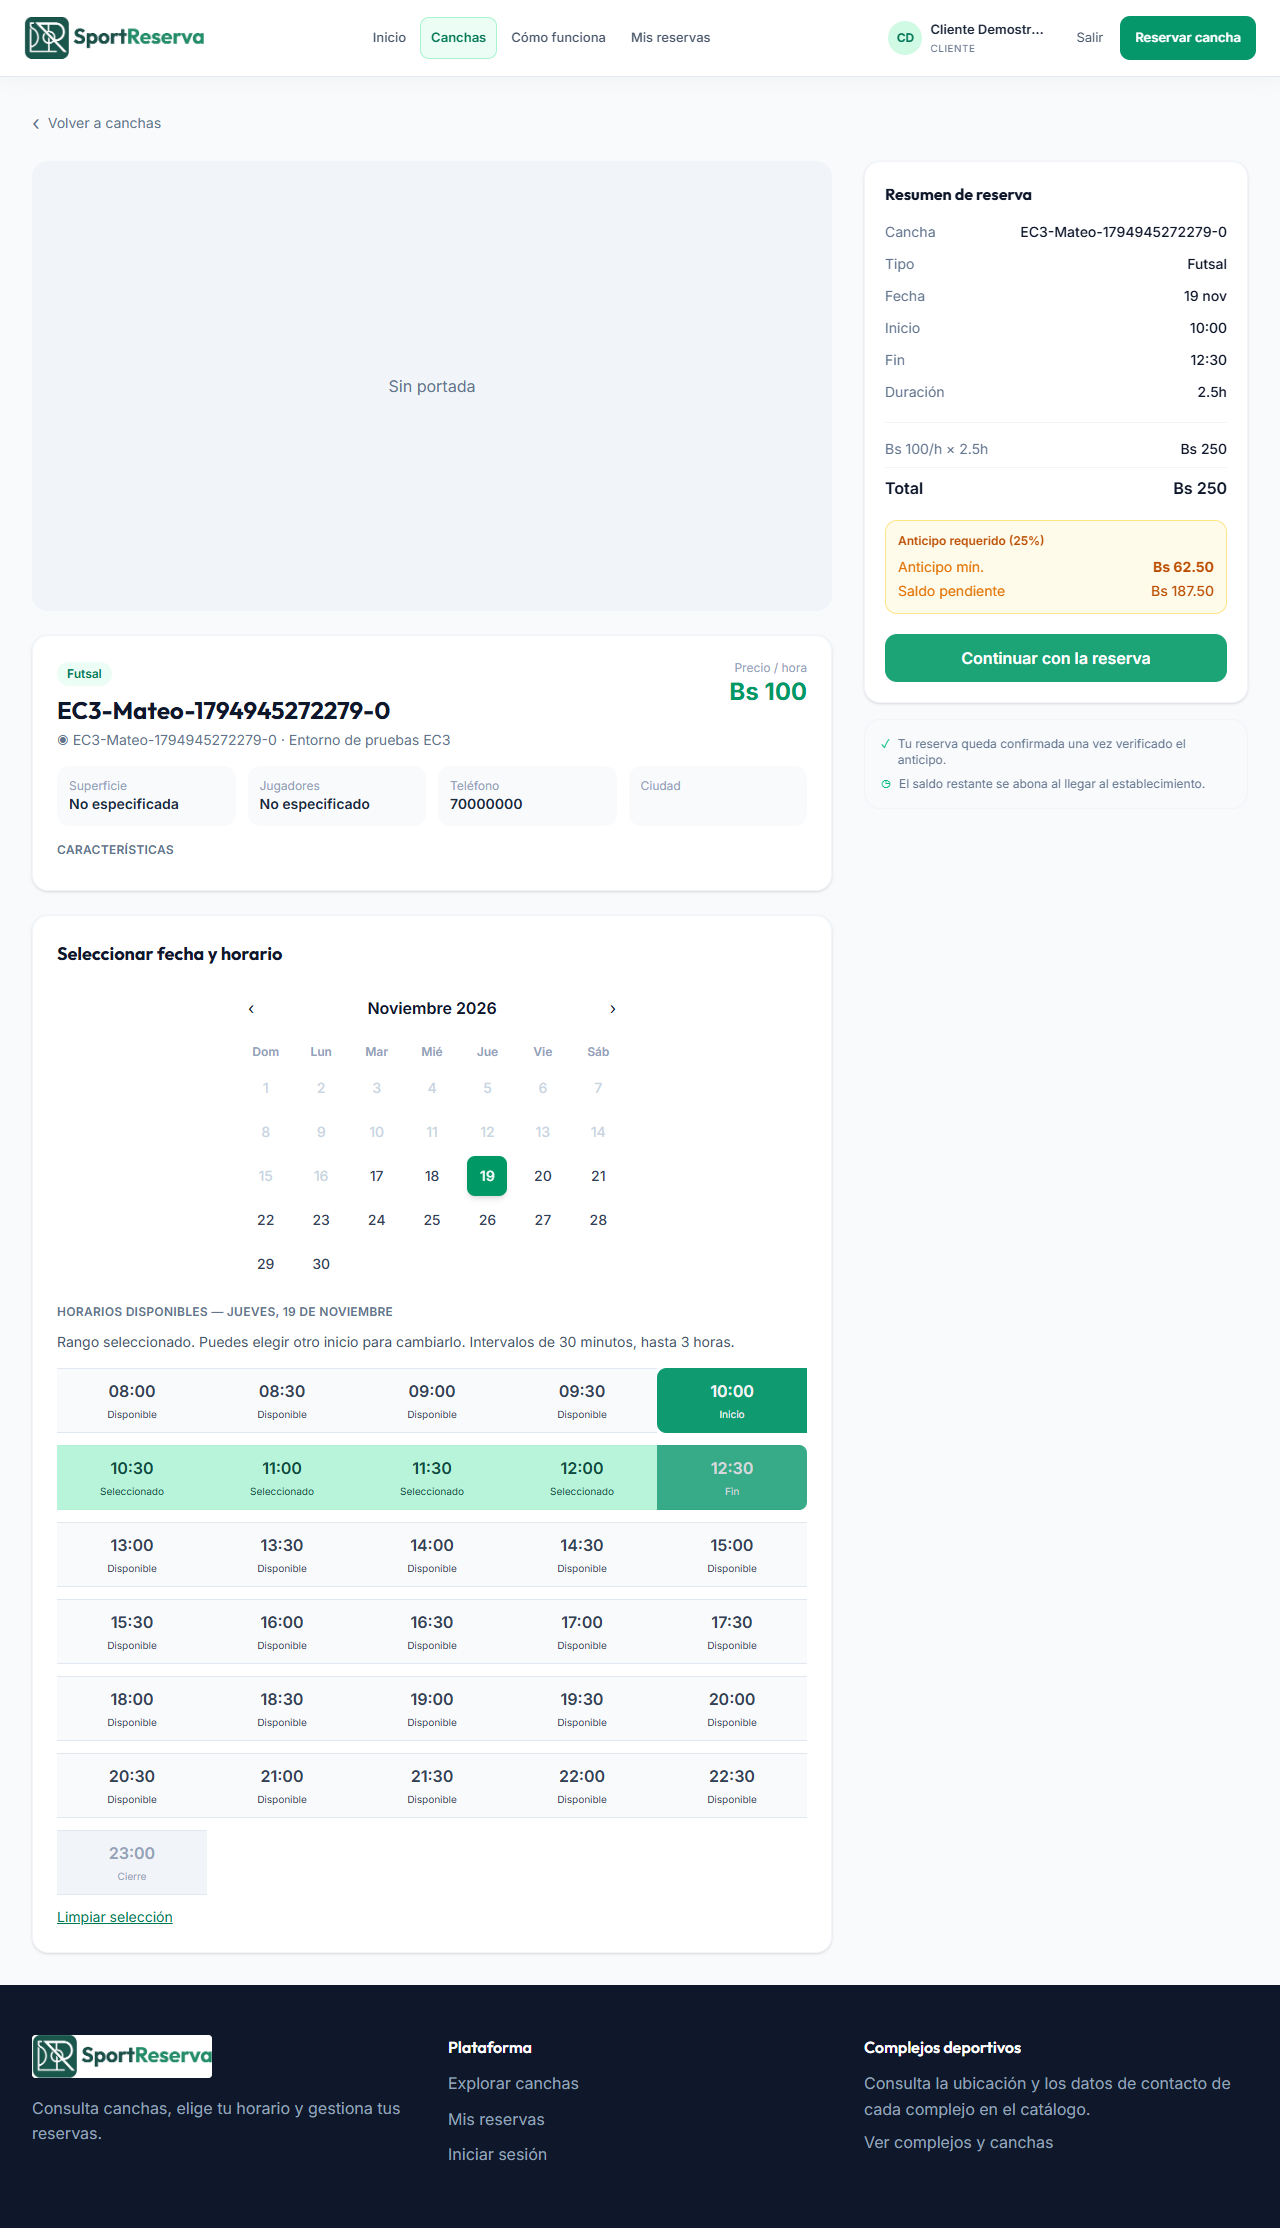 SportReserva
Inicio
Canchas
Cómo funciona
Mis reservas
CD
Cliente Demostr...
CLIENTE
Salir
Reservar cancha
‹ Volver a canchas
Sin portada
Futsal
EC3-Mateo-1794945272279-0
◉ EC3-Mateo-1794945272279-0 · Entorno de pruebas EC3
Precio / hora
Bs 100
Superficie
No especificada
Jugadores
No especificado
Teléfono
70000000
Ciudad
CARACTERÍSTICAS
Seleccionar fecha y horario
‹ Noviembre 2026 ›
Dom Lun Mar Mié Jue Vie Sáb
1 2 3 4 5 6 7
8 9 10 11 12 13 14
15 16 17 18 19 20 21
22 23 24 25 26 27 28
29 30
HORARIOS DISPONIBLES — JUEVES, 19 DE NOVIEMBRE
Rango seleccionado. Puedes elegir otro inicio para cambiarlo. Intervalos de 30 minutos, hasta 3 horas.
08:00 08:30 09:00 09:30 10:00
Disponible Disponible Disponible Disponible Inicio
10:30 11:00 11:30 12:00 12:30
Seleccionado Seleccionado Seleccionado Seleccionado Fin
13:00 13:30 14:00 14:30 15:00
Disponible Disponible Disponible Disponible Disponible
15:30 16:00 16:30 17:00 17:30
Disponible Disponible Disponible Disponible Disponible
18:00 18:30 19:00 19:30 20:00
Disponible Disponible Disponible Disponible Disponible
20:30 21:00 21:30 22:00 22:30
Disponible Disponible Disponible Disponible Disponible
23:00
Cierre
Limpiar selección
Resumen de reserva
Cancha EC3-Mateo-1794945272279-0
Tipo Futsal
Fecha 19 nov
Inicio 10:00
Fin 12:30
Duración 2.5h
Bs 100/h × 2.5h Bs 250
Total Bs 250
Anticipo requerido (25%)
Anticipo mín. Bs 62.50
Saldo pendiente Bs 187.50
Continuar con la reserva
✓ Tu reserva queda confirmada una vez verificado el
anticipo.
◷ El saldo restante se abona al llegar al establecimiento.
SportReserva
Consulta canchas, elige tu horario y gestiona tus
reservas.
Plataforma
Explorar canchas
Mis reservas
Iniciar sesión
Complejos deportivos
Consulta la ubicación y los datos de contacto de
cada complejo en el catálogo.
Ver complejos y canchas